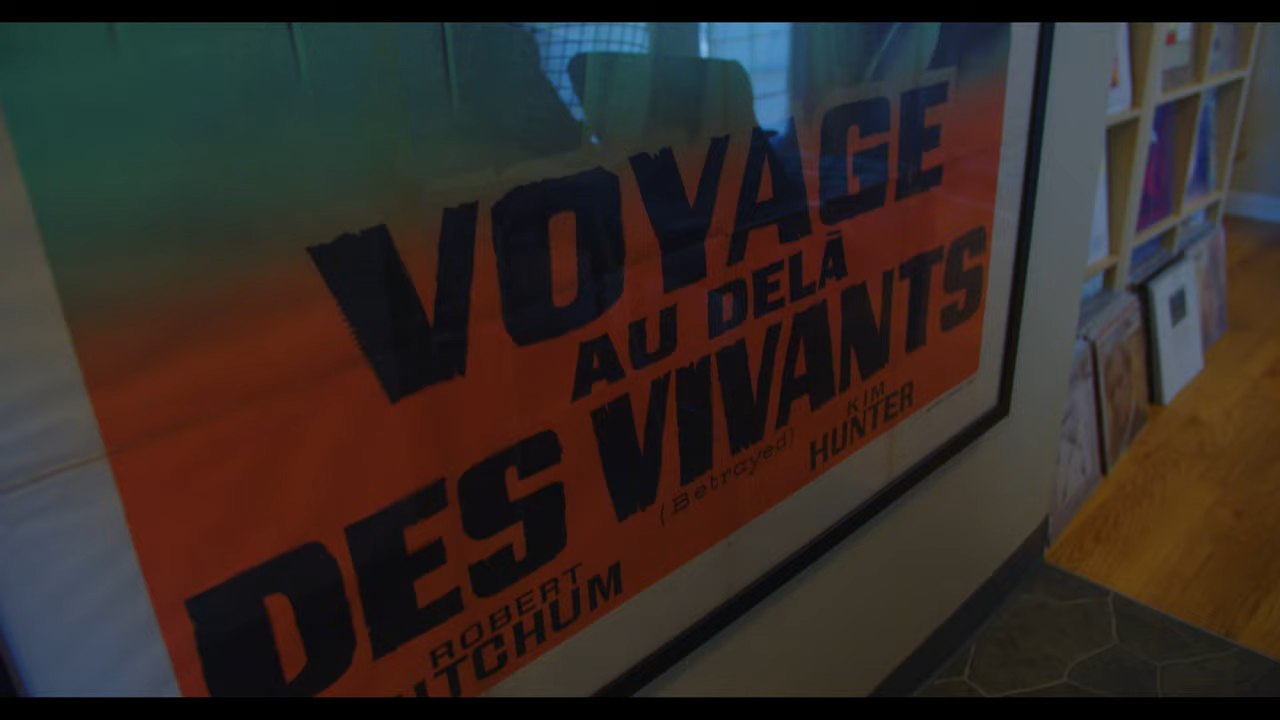 VOYAGE
AU DELÀ
DES VIVANTS
(Betrayed)
KIM
HUNTER
ROBERT